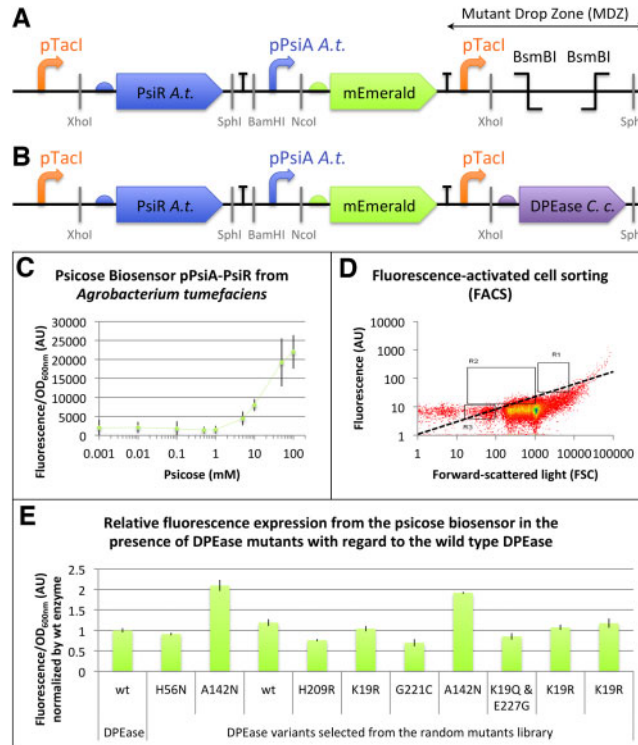 A
Mutant Drop Zone (MDZ)
pTacI
pPsiA A.t.
pTacI
BsmBI
BsmBI
PsiR A.t.
mEmerald
XhoI
SphI
BamHI
NcoI
XhoI
Sph
B
pTacI
pPsiA A.t.
pTacI
PsiR A.t.
mEmerald
DPEase C. c.
XhoI
SphI
BamHI
NcoI
XhoI
Sph
C
Psicose Biosensor pPsiA-PsiR from
Agrobacterium tumefaciens
Fluorescence/OD600nm (AU)
30000
25000
20000
15000
10000
5000
0
0.001
0.01
0.1
1
10
100
Psicose (mM)
D
Fluorescence-activated cell sorting
(FACS)
Fluorescence (AU)
1000
100
10
1
R1
R2
R3
1
10
100
1000
10000
100000
Forward-scattered light (FSC)
E
Relative fluorescence expression from the psicose biosensor in the
presence of DPEase mutants with regard to the wild type DPEase
Fluorescence/OD600nm (AU)
normalized by wt enzyme
2.5
2
1.5
1
0.5
0
wt
H56N
A142N
wt
H209R
K19R
G221C
A142N
K19Q &
E227G
K19R
K19R
DPEase
DPEase variants selected from the random mutants library